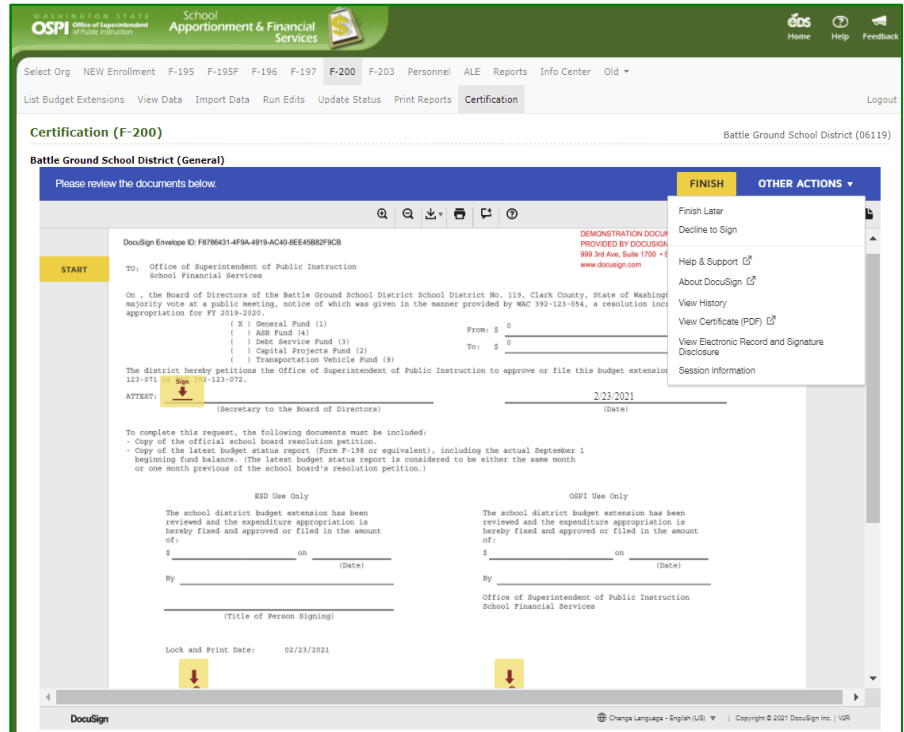 WASHINGTON STATE
OSPI Office of Superintendent of Public Instruction
School Apportionment & Financial Services
eds
Home Help Feedback
Select Org NEW Enrollment F-195 F-195F F-196 F-197 F-200 F-203 Personnel ALE Reports Info Center Old
List Budget Extensions View Data Import Data Run Edits Update Status Print Reports Certification Logout
Certification (F-200)
Battle Ground School District (06119)
Battle Ground School District (General)
Please review the documents below.
FINISH OTHER ACTIONS
Finish Later
Decline to Sign
Help & Support
About DocuSign
View History
View Certificate (PDF)
View Electronic Record and Signature Disclosure
Session Information
DocuSign Envelope ID: F8786431-4F9A-4919-AC40-8EE45B82F9CB
DEMONSTRATION DOCU
PROVIDED BY DOCUSIGN
999 3rd Ave, Suite 1700 • S
www.docusign.com
START
TO: Office of Superintendent of Public Instruction
School Financial Services
On , the Board of Directors of the Battle Ground School District School District No. 119, Clark County, State of Washingt
majority vote at a public meeting, notice of which was given in the manner provided by WAC 392-123-054, a resolution inc
appropriation for FY 2019-2020.
( X ) General Fund (1)
( ) ASB Fund (4)
( ) Debt Service Fund (3)
( ) Capital Projects Fund (2)
( ) Transportation Vehicle Fund (9)
From: $ 0
To: $ 0
The district hereby petitions the Office of Superintendent of Public Instruction to approve or file this budget extension
123-071 92-123-072.
Sign
ATTEST:
2/23/2021
(Secretary to the Board of Directors)
(Date)
To complete this request, the following documents must be included:
- Copy of the official school board resolution petition.
- Copy of the latest budget status report (Form F-198 or equivalent), including the actual September 1
beginning fund balance. (The latest budget status report is considered to be either the same month
or one month previous of the school board's resolution petition.)
ESD Use Only
The school district budget extension has been
reviewed and the expenditure appropriation is
hereby fixed and approved or filed in the amount
of:
$ on
(Date)
By
(Title of Person Signing)
OSPI Use Only
The school district budget extension has been
reviewed and the expenditure appropriation is
hereby fixed and approved or filed in the amount
of:
$ on
(Date)
By
Office of Superintendent of Public Instruction
School Financial Services
Lock and Print Date: 02/23/2021
DocuSign
Change Language - English (US) | Copyright © 2021 DocuSign Inc. | V2R